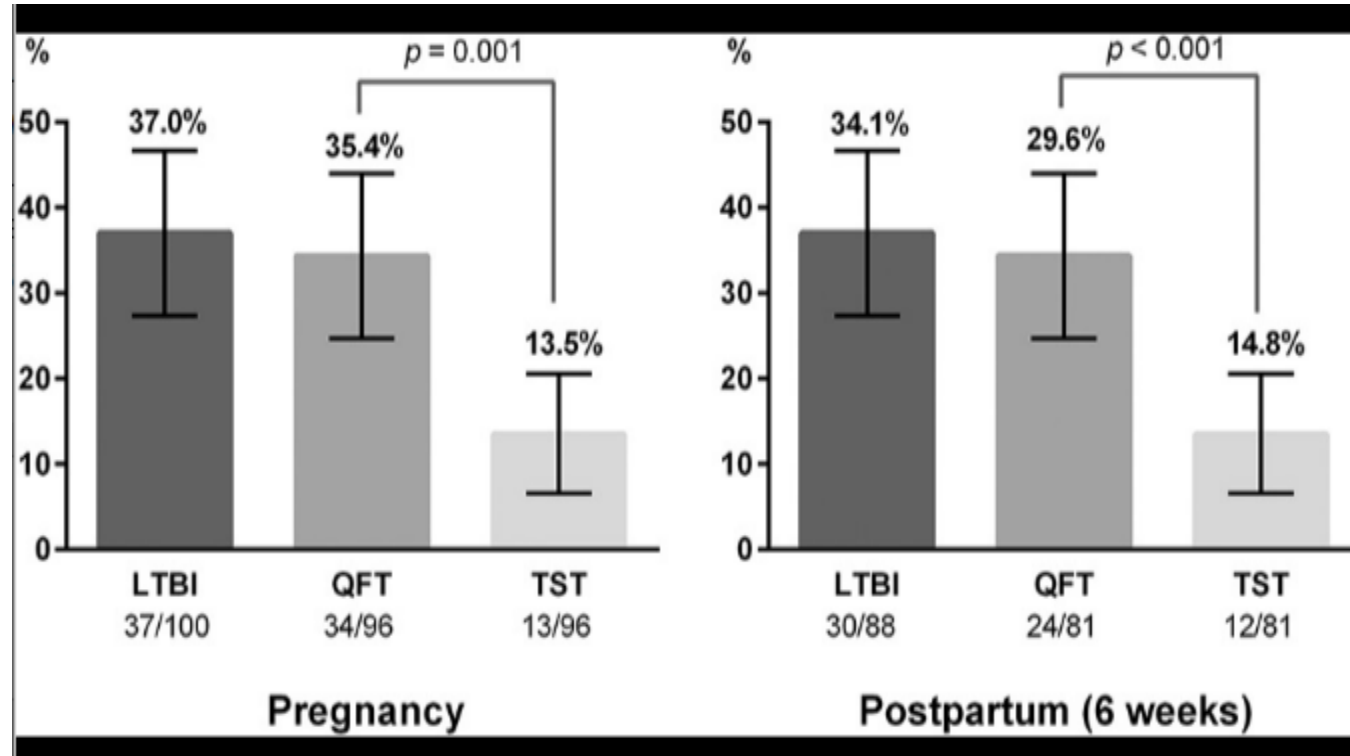 %
p = 0.001
50
40
30
20
10
0
37.0%
35.4%
13.5%
LTBI
QFT
TST
37/100
34/96
13/96
Pregnancy
%
p < 0.001
50
40
30
20
10
0
34.1%
29.6%
14.8%
LTBI
QFT
TST
30/88
24/81
12/81
Postpartum (6 weeks)